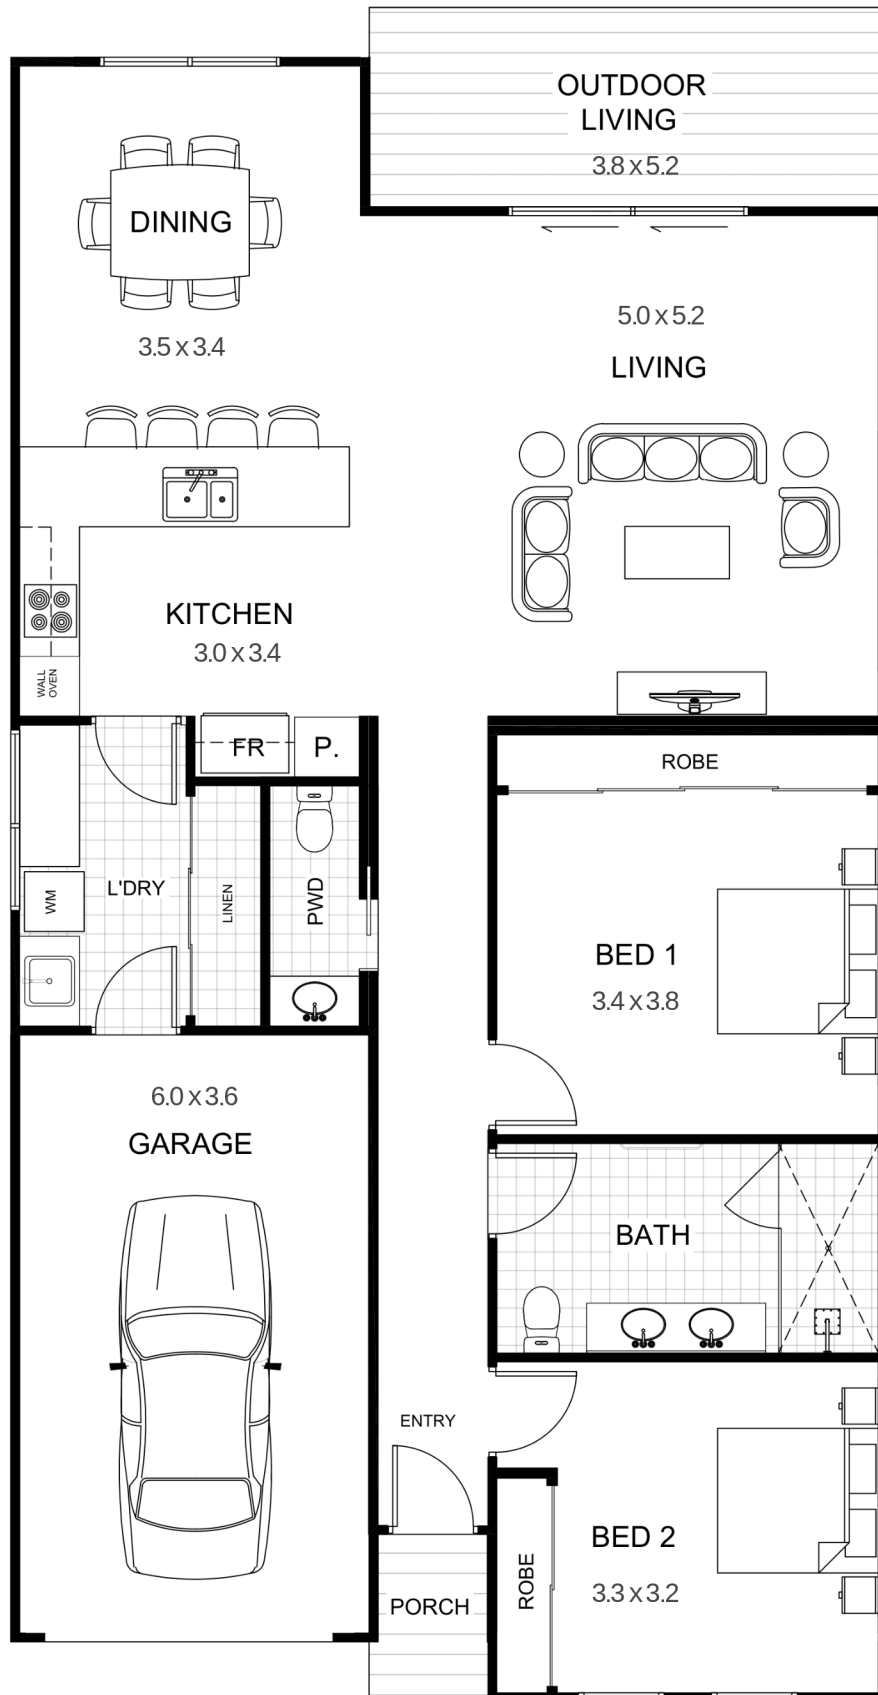 OUTDOOR
LIVING
3.8 x 5.2
DINING
3.5 x 3.4
5.0 x 5.2
LIVING
KITCHEN
3.0 x 3.4
WALL
OVEN
FR
P.
ROBE
L'DRY
WM
LINEN
PWD
BED 1
3.4 x 3.8
6.0 x 3.6
GARAGE
BATH
ENTRY
BED 2
3.3 x 3.2
ROBE
PORCH